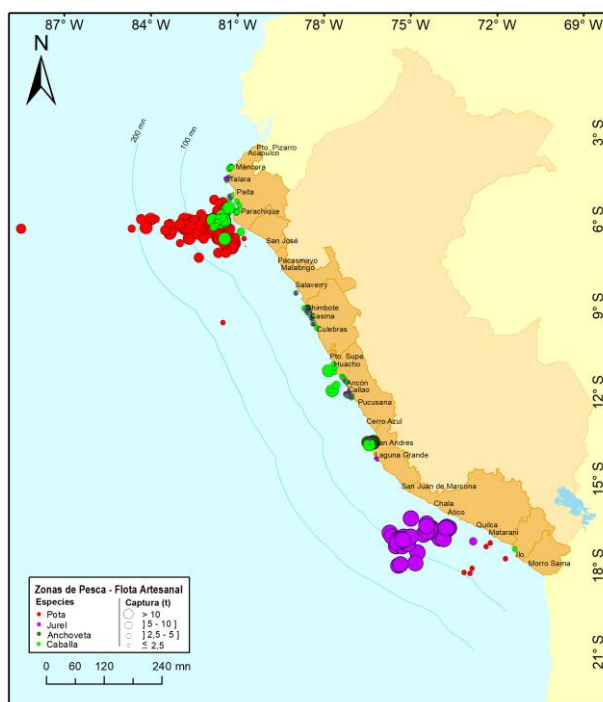 87°W 84°W 81°W 78°W 75°W 72°W 69°W
N
200 mn
100 mn
3° S
6° S
9° S
12° S
15° S
18° S
21° S
Pto. Pizarro
Acapulco
Máncora
Talara
Paita
Parachique
San José
Pacasmayo
Malabrigo
Salaverry
Chimbote
Casma
Culebras
Pto. Supe
Huacho
Ancón
Callao
Pucusana
Cerro Azul
San Andres
Laguna Grande
San Juan de Marcona
Chala
Atico
Quilca
Matarani
Ilo
Morro Sama
Zonas de Pesca - Flota Artesanal
Especies
Pota
Jurel
Anchoveta
Caballa
Captura (t)
> 10
] 5 - 10 ]
] 2,5 - 5 ]
≤ 2,5
0 60 120 180 240 mn